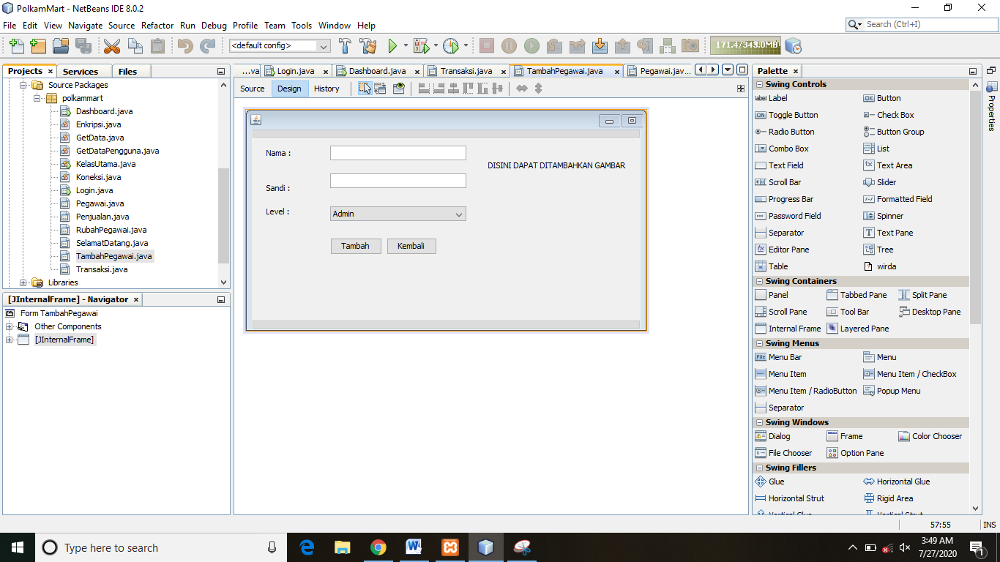 PolkamMart - NetBeans IDE 8.0.2
File Edit View Navigate Source Refactor Run Debug Profile Team Tools Window Help
Search (Ctrl+I)
<default config>
171.4/343.0MB
Projects Services Files
Source Packages
polkammart
Dashboard.java
Enkripsi.java
GetData.java
GetDataPengguna.java
KelasUtama.java
Koneksi.java
Login.java
Pegawai.java
Penjualan.java
RubahPegawai.java
SelamatDatang.java
TambahPegawai.java
Transaksi.java
Libraries
[JInternalFrame] - Navigator
Form TambahPegawai
Other Components
[JInternalFrame]
...va Login.java Dashboard.java Transaksi.java TambahPegawai.java Pegawai.jav...
Source Design History
Nama :
DISINI DAPAT DITAMBAHKAN GAMBAR
Sandi :
Level : Admin
Tambah Kembali
Palette
Swing Controls
Label Button
Toggle Button Check Box
Radio Button Button Group
Combo Box List
Text Field Text Area
Scroll Bar Slider
Progress Bar Formatted Field
Password Field Spinner
Separator Text Pane
Editor Pane Tree
Table wirda
Swing Containers
Panel Tabbed Pane Split Pane
Scroll Pane Tool Bar Desktop Pane
Internal Frame Layered Pane
Swing Menus
Menu Bar Menu
Menu Item Menu Item / CheckBox
Menu Item / RadioButton Popup Menu
Separator
Swing Windows
Dialog Frame Color Chooser
File Chooser Option Pane
Swing Fillers
Glue Horizontal Glue
Horizontal Strut Rigid Area
Vertical Glue Vertical Strut
Properties
57:55 INS
Type here to search
3:49 AM
7/27/2020
1